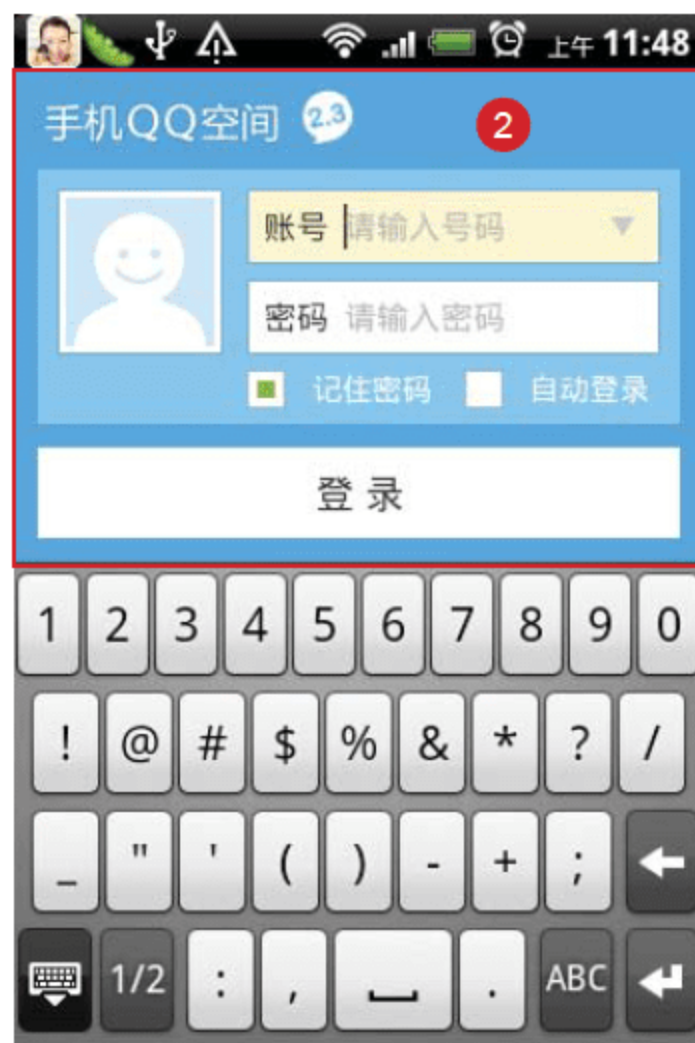 上午 11:48
手机QQ空间 2.3
2
账号 请输入号码
密码 请输入密码
记住密码 自动登录
登录
1 2 3 4 5 6 7 8 9 0
! @ # $ % & * ? /
_ " ' ( ) - + ;
1/2 : , . ABC